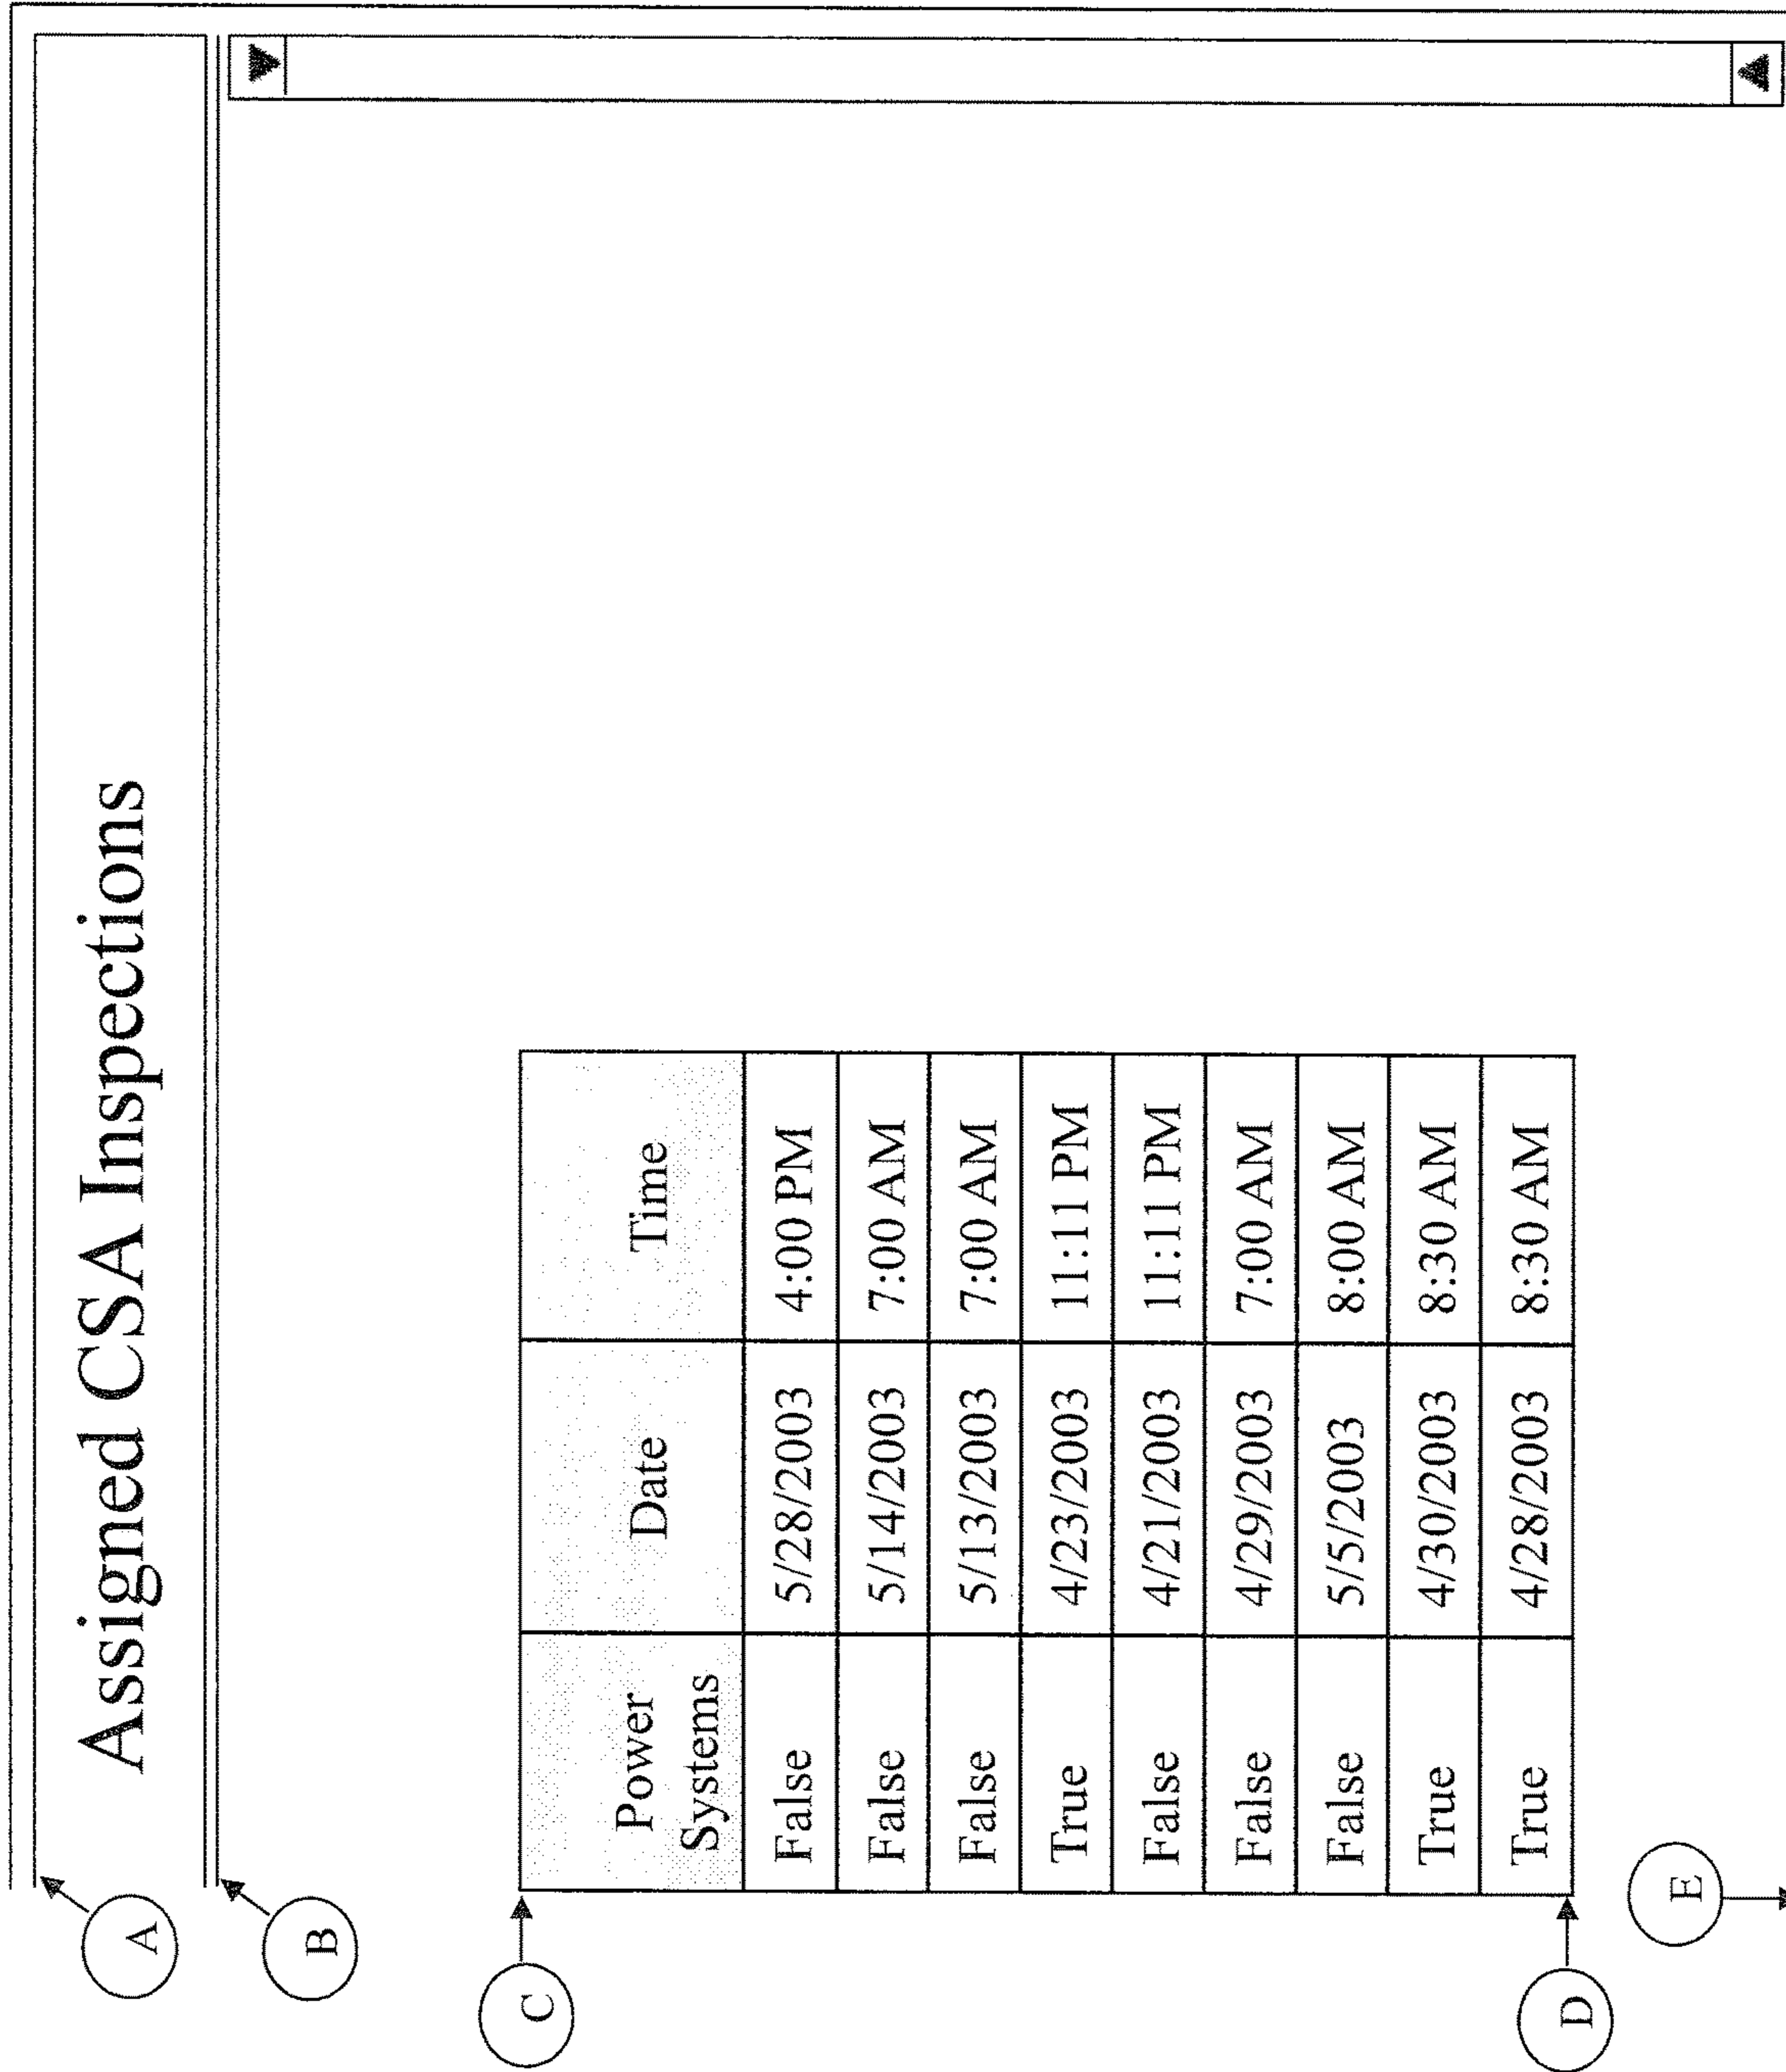 Assigned CSA Inspections
A
B
C
Power Systems Date Time
False 5/28/2003 4:00 PM
False 5/14/2003 7:00 AM
False 5/13/2003 7:00 AM
True 4/23/2003 11:11 PM
False 4/21/2003 11:11 PM
False 4/29/2003 7:00 AM
False 5/5/2003 8:00 AM
True 4/30/2003 8:30 AM
True 4/28/2003 8:30 AM
D
E